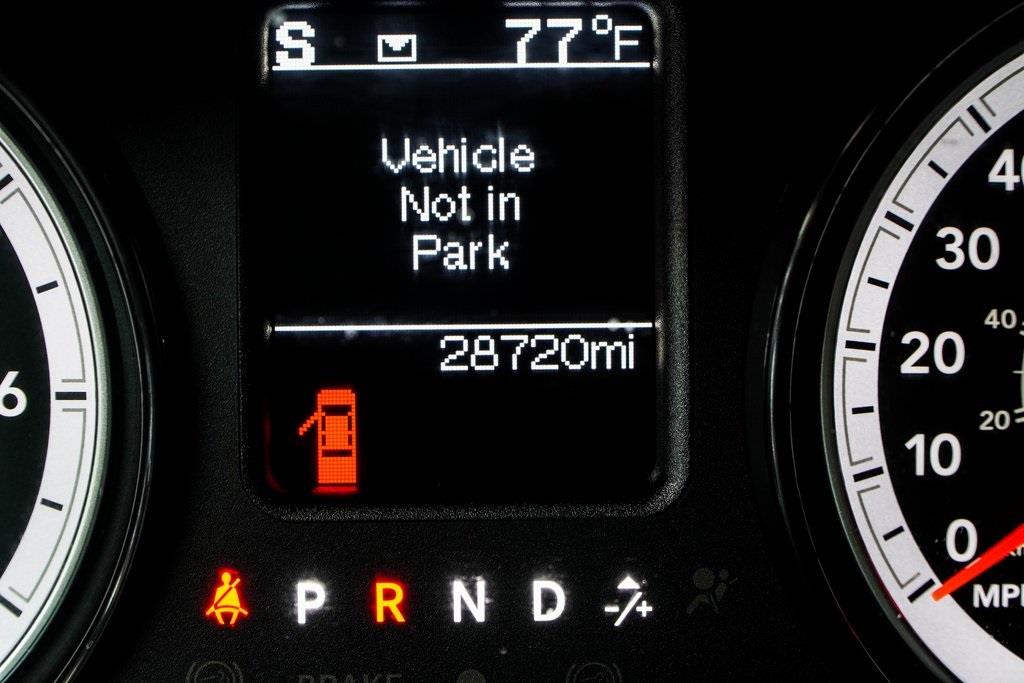 S 77°F
Vehicle
Not in
Park
28720mi
P R N D -/+
BRAKE
6
40
30
20
10
0
40
20
MPH